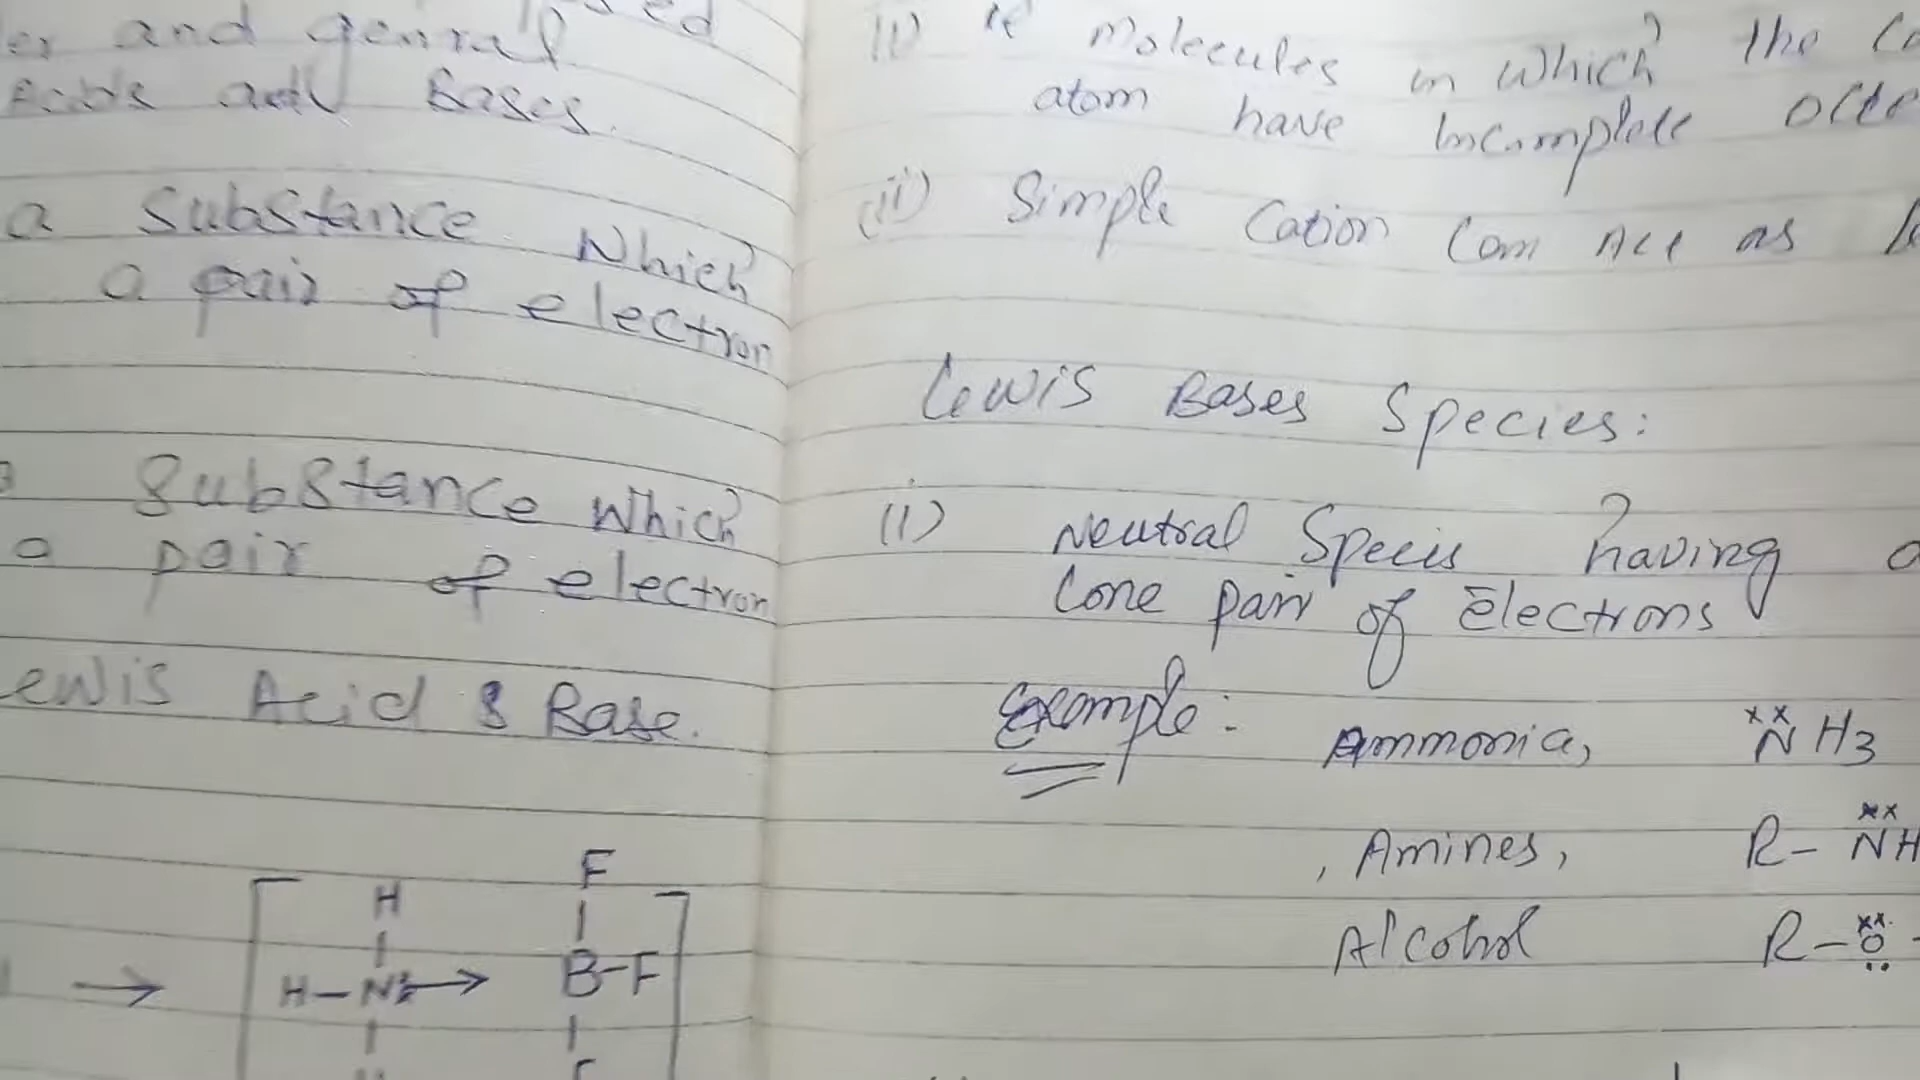 and genral
Acids and Bases.
a substance Which
a pair of electron
Substance Which
a pair of electron
ewis Acid & Base.
H F
H-N→ B-F
→
Molecules in Which the
atom have Incomplete
(ii) Simple Cation Can Act as
Lewis Bases Species:
(i) Neutral Specis having a
Lone pair of Electrons
Example: Ammonia, NH3
, Amines, R-NH
Alcohol R-O-